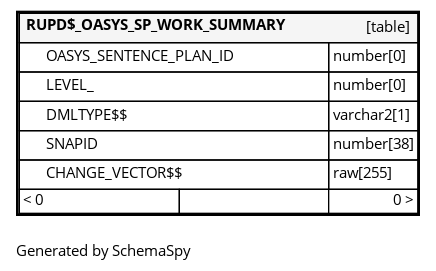 RUPD$_OASYS_SP_WORK_SUMMARY [table]
OASYS_SENTENCE_PLAN_ID number[0]
LEVEL_ number[0]
DMLTYPE$$ varchar2[1]
SNAPID number[38]
CHANGE_VECTOR$$ raw[255]
< 0 0 >
Generated by SchemaSpy